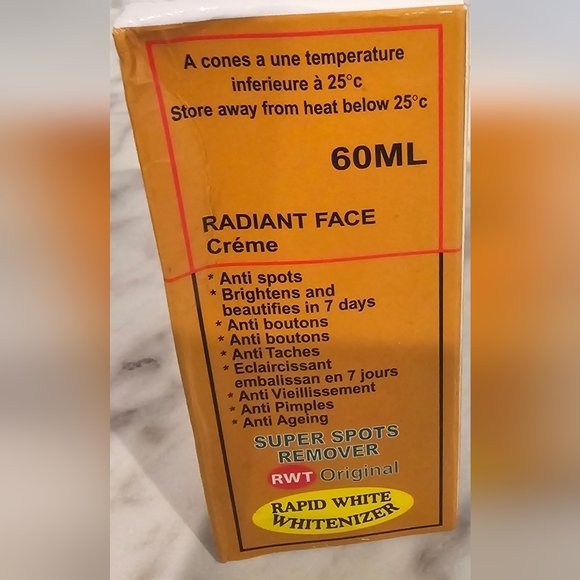 A cones a une temperature
inferieure à 25°c
Store away from heat below 25°c
60ML
RADIANT FACE
Créme
* Anti spots
* Brightens and
beautifies in 7 days
* Anti boutons
* Anti boutons
* Anti Taches
* Eclaircissant
embalissan en 7 jours
* Anti Vieillissement
* Anti Pimples
* Anti Ageing
SUPER SPOTS
REMOVER
RWT Original
RAPID WHITE
WHITENIZER